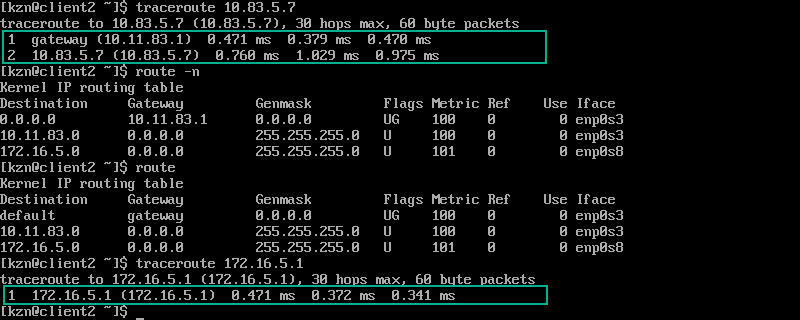 [kzn@client2 ~]$ traceroute 10.83.5.7
traceroute to 10.83.5.7 (10.83.5.7), 30 hops max, 60 byte packets
 1  gateway (10.11.83.1)  0.471 ms  0.379 ms  0.470 ms
 2  10.83.5.7 (10.83.5.7)  0.760 ms  1.029 ms  0.975 ms
[kzn@client2 ~]$ route -n
Kernel IP routing table
Destination     Gateway         Genmask         Flags Metric Ref    Use Iface
0.0.0.0         10.11.83.1      0.0.0.0         UG    100    0        0 enp0s3
10.11.83.0      0.0.0.0         255.255.255.0   U     100    0        0 enp0s3
172.16.5.0      0.0.0.0         255.255.255.0   U     101    0        0 enp0s8
[kzn@client2 ~]$ route
Kernel IP routing table
Destination     Gateway         Genmask         Flags Metric Ref    Use Iface
default         gateway         0.0.0.0         UG    100    0        0 enp0s3
10.11.83.0      0.0.0.0         255.255.255.0   U     100    0        0 enp0s3
172.16.5.0      0.0.0.0         255.255.255.0   U     101    0        0 enp0s8
[kzn@client2 ~]$ traceroute 172.16.5.1
traceroute to 172.16.5.1 (172.16.5.1), 30 hops max, 60 byte packets
 1  172.16.5.1 (172.16.5.1)  0.471 ms  0.372 ms  0.341 ms
[kzn@client2 ~]$ _